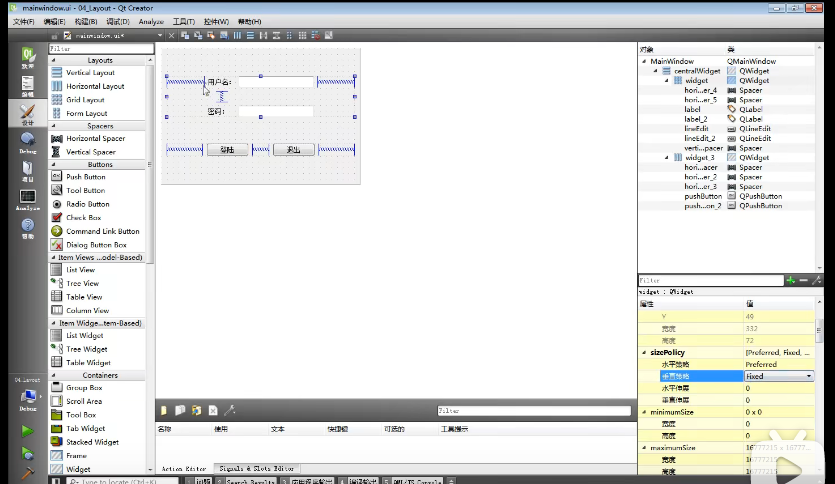 mainwindow.ui - 04_Layout - Qt Creator
文件(F) 编辑(E) 构建(B) 调试(D) Analyze 工具(T) 控件(W) 帮助(H)
mainwindow.ui*
Filter
Layouts
Vertical Layout
Horizontal Layout
Grid Layout
Form Layout
Spacers
Horizontal Spacer
Vertical Spacer
Buttons
Push Button
Tool Button
Radio Button
Check Box
Command Link Button
Dialog Button Box
Item Views ...odel-Based)
List View
Tree View
Table View
Column View
Item Widge...tem-Based)
List Widget
Tree Widget
Table Widget
Containers
Group Box
Scroll Area
Tool Box
Tab Widget
Stacked Widget
Frame
Widget
欢迎
编辑
设计
Debug
项目
Analyze
帮助
04_Layout
Debug
用户名:
密码:
登陆 退出
Filter
名称 使用 文本 快捷键 可选的 工具提示
Action Editor Signals & Slots Editor
对象 类
MainWindow QMainWindow
centralWidget QWidget
widget QWidget
hori...er_4 Spacer
hori...er_5 Spacer
label QLabel
label_2 QLabel
lineEdit QLineEdit
lineEdit_2 QLineEdit
verti...pacer Spacer
widget_3 QWidget
hori...acer Spacer
hori...er_2 Spacer
hori...er_3 Spacer
pushButton QPushButton
push...on_2 QPushButton
Filter
widget : QWidget
属性 值
Y 49
宽度 332
高度 72
sizePolicy [Preferred, Fixed, ...
水平策略 Preferred
垂直策略 Fixed
水平伸展 0
垂直伸展 0
minimumSize 0 x 0
宽度 0
高度 0
maximumSize 16777215 x 16777...
宽度 16777215
高度 16777215
Type to locate (Ctrl+K) 1 问题 2 Search Results 3 应用程序输出 4 编译输出 5 QML/JS Console